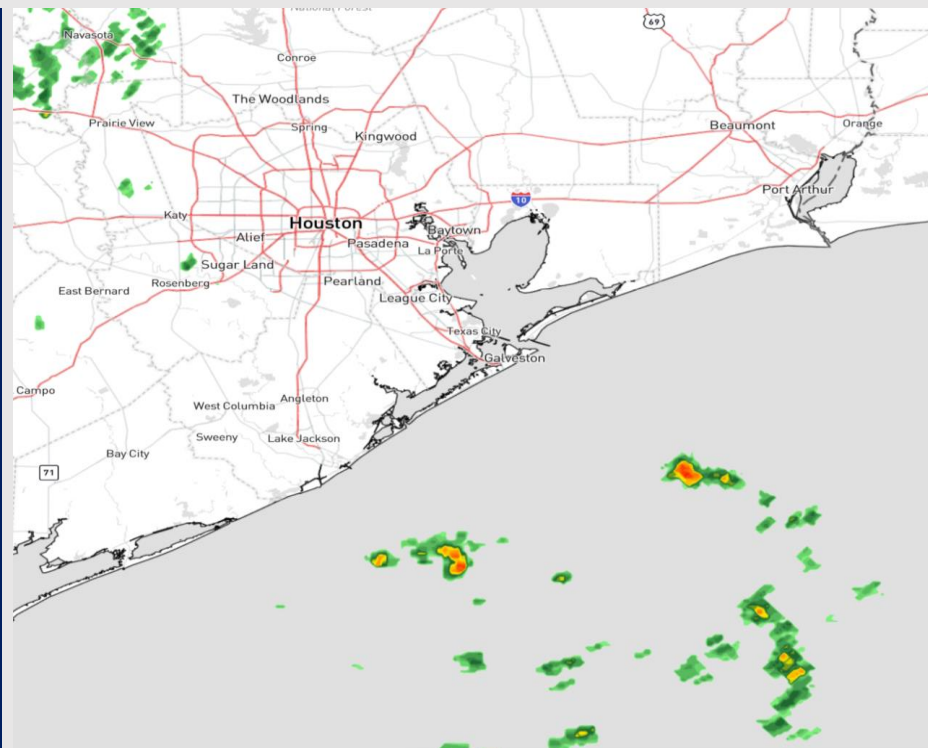 National Forest
69
Navasota
Conroe
The Woodlands
Prairie View
Spring
Kingwood
Beaumont
Orange
Port Arthur
10
Katy
Houston
Baytown
Alief
Pasadena
La Porte
Sugar Land
Rosenberg
Pearland
East Bernard
League City
Texas City
Galveston
Campo
West Columbia
Angleton
Sweeny
Lake Jackson
Bay City
71